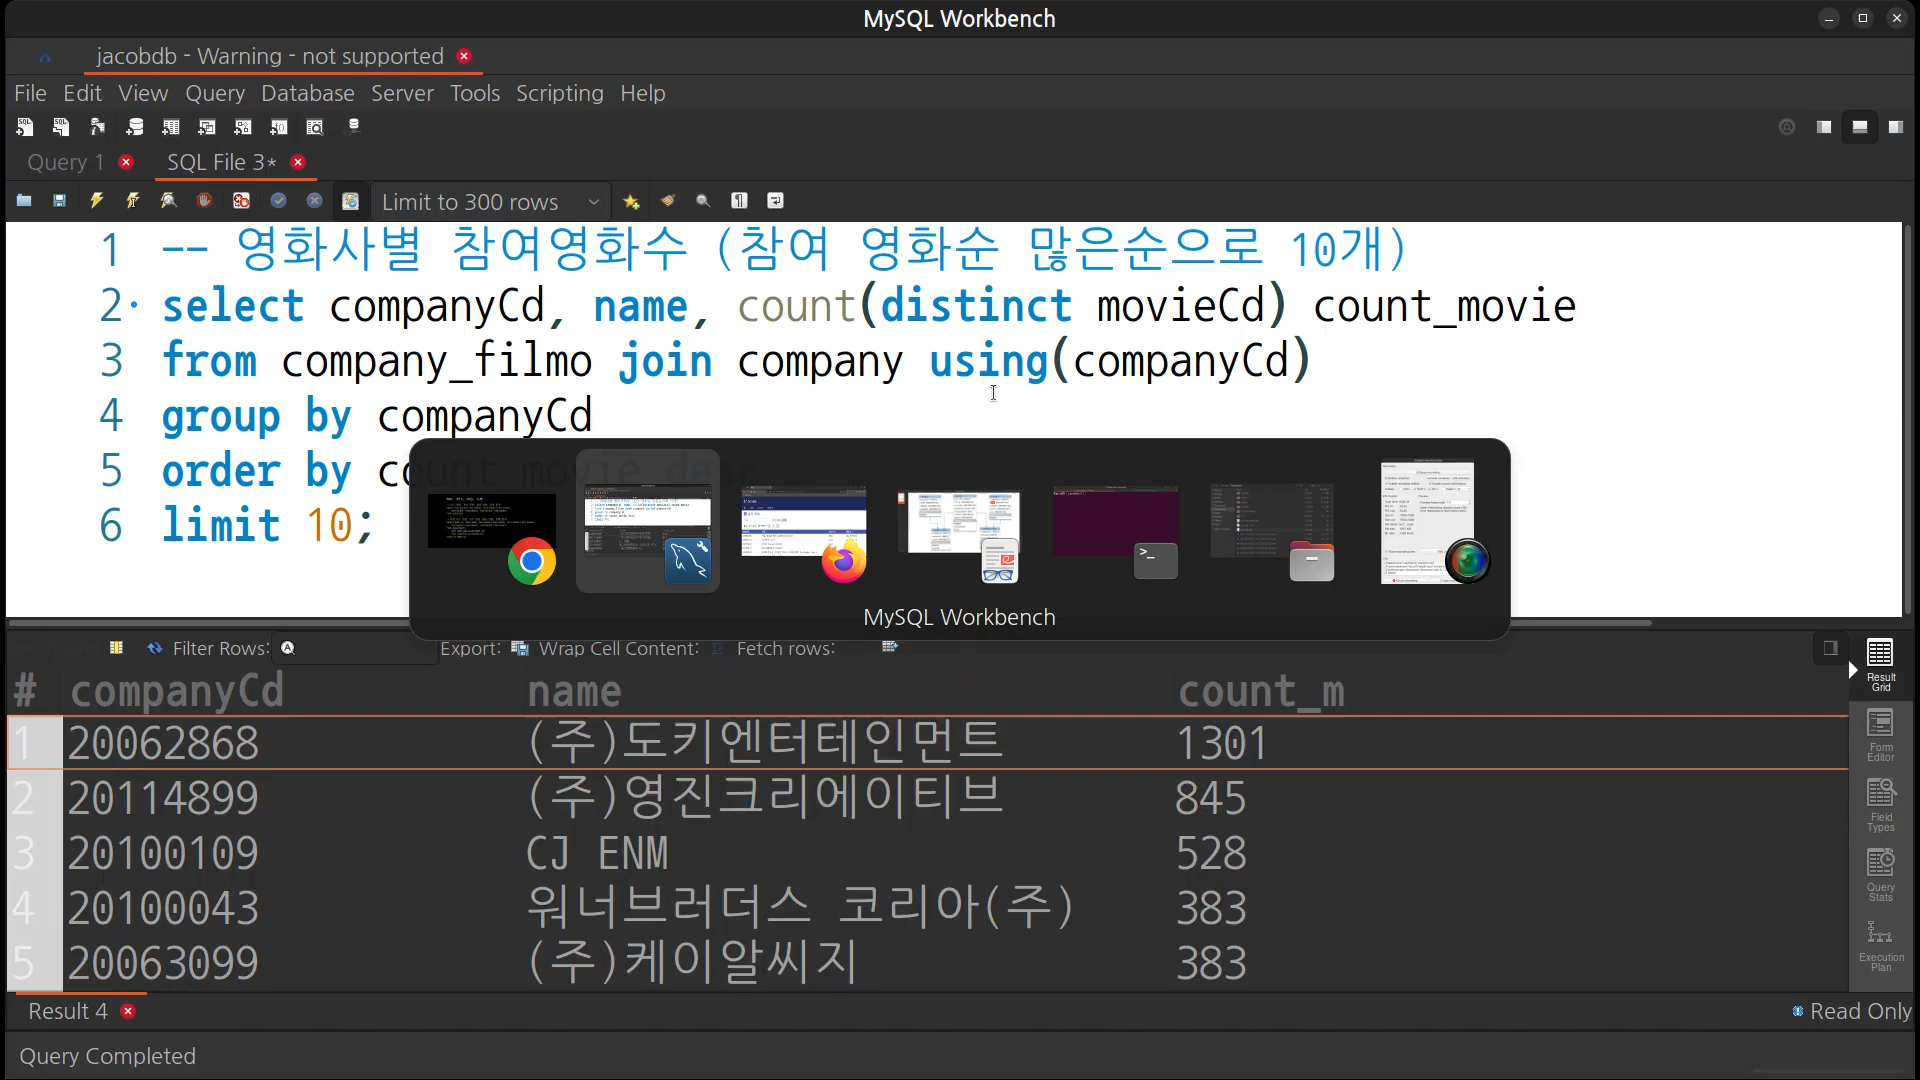 MySQL Workbench
jacobdb - Warning - not supported
File Edit View Query Database Server Tools Scripting Help
Query 1
SQL File 3*
Limit to 300 rows
1 -- 영화사별 참여영화수 (참여 영화순 많은순으로 10개)
2 select companyCd, name, count(distinct movieCd) count_movie
3 from company_filmo join company using(companyCd)
4 group by companyCd
5 order by count_movie desc
6 limit 10;
MySQL Workbench
Filter Rows:
Export:
Wrap Cell Content:
Fetch rows:
# companyCd name count_m
1 20062868 (주)도키엔터테인먼트 1301
2 20114899 (주)영진크리에이티브 845
3 20100109 CJ ENM 528
4 20100043 워너브러더스 코리아(주) 383
5 20063099 (주)케이알씨지 383
Result Grid
Form Editor
Field Types
Query Stats
Execution Plan
Result 4
Read Only
Query Completed